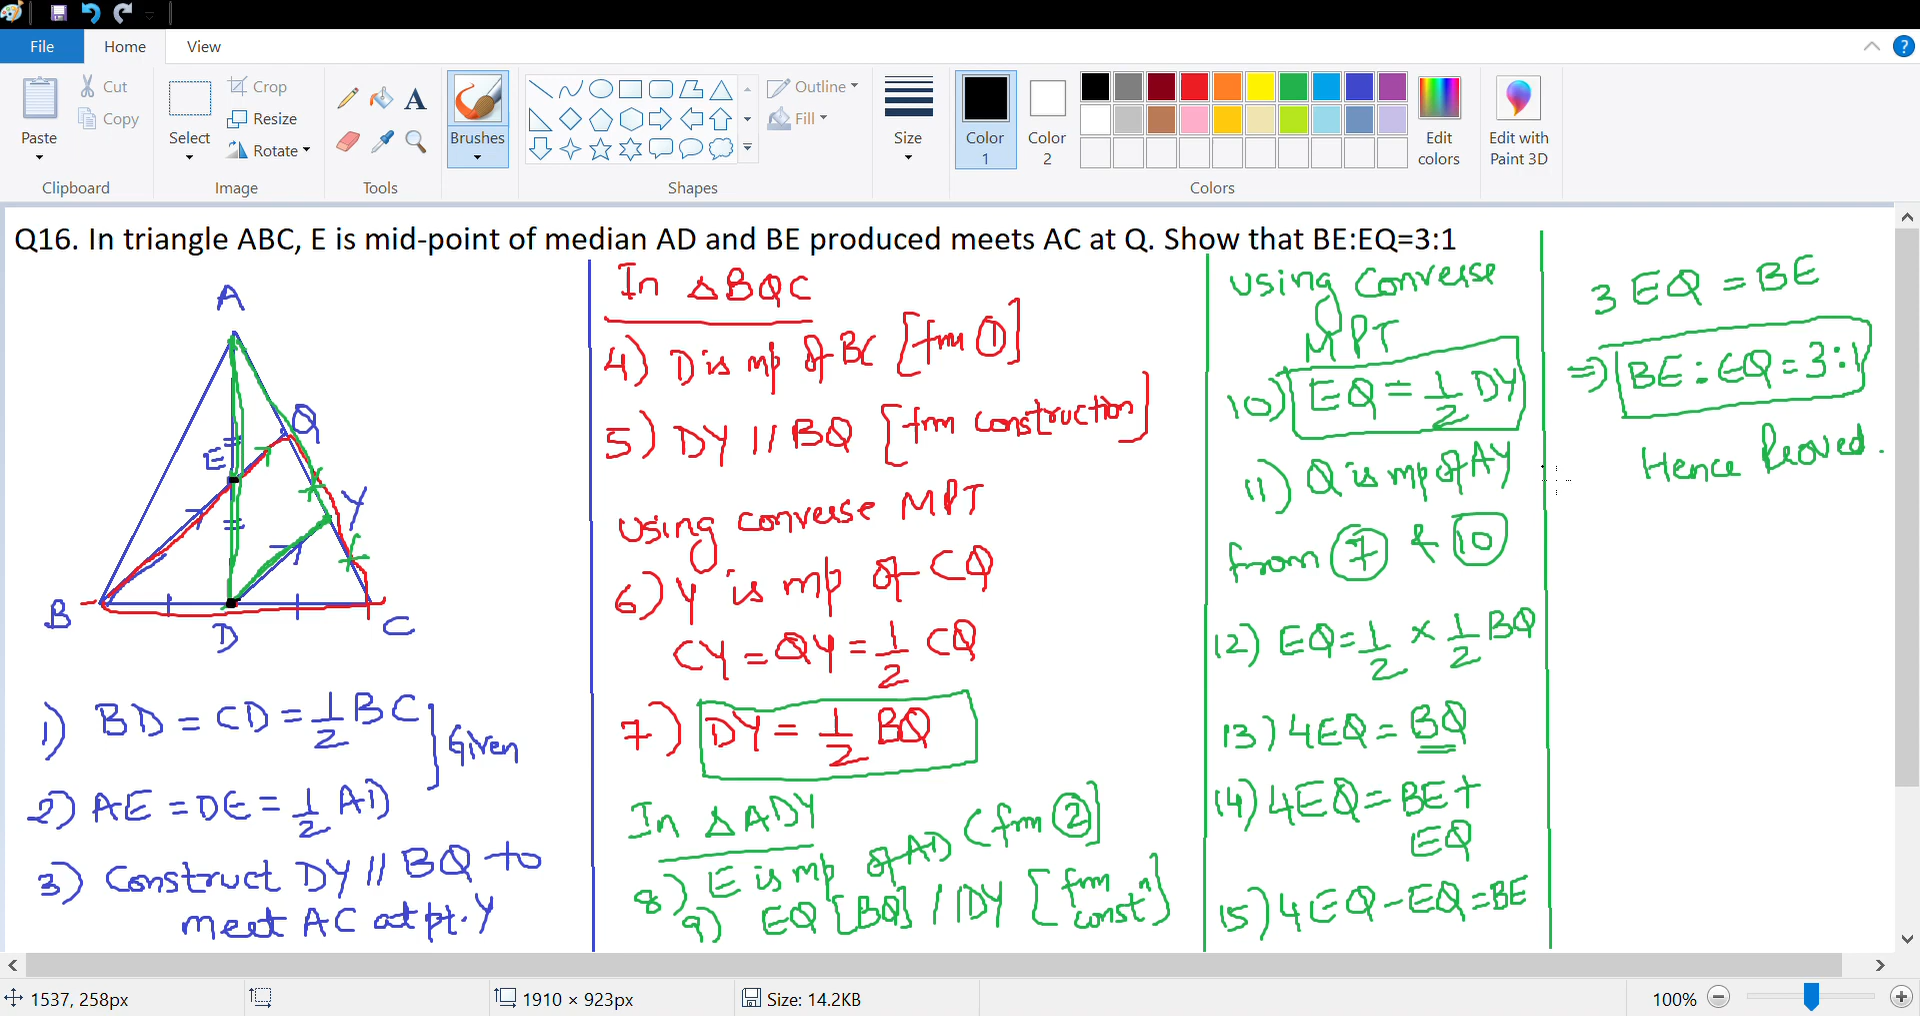 File
Home
View
Paste
Cut
Copy
Clipboard
Select
Crop
Resize
Rotate
Image
Tools
Brushes
Shapes
Outline
Fill
Size
Color
1
Color
2
Colors
Edit
colors
Edit with
Paint 3D
Q16. In triangle ABC, E is mid-point of median AD and BE produced meets AC at Q. Show that BE:EQ=3:1
A
Q
E
Y
B
D
C
1) BD = CD = 1/2 BC
Given
2) AE = DE = 1/2 AD
3) Construct DY // BQ to
meet AC at pt. Y
In △BQC
4) D is mp of BC [frm ①]
5) DY // BQ [frm construction]
using converse MPT
6) Y is mp of CQ
CY = QY = 1/2 CQ
7) DY = 1/2 BQ
In △ADY
8) E is mp of AD (frm ②]
9) EQ [BQ] // DY [frm constⁿ]
using Converse
MPT
10) EQ = 1/2 DY
11) Q is mp of AY
from ⑦ & 10
12) EQ = 1/2 × 1/2 BQ
13) 4EQ = BQ
14) 4EQ = BE +
EQ
15) 4EQ - EQ = BE
3 EQ = BE
⇒ BE : EQ = 3 : 1
Hence Proved.
1537, 258px
1910 × 923px
Size: 14.2KB
100%